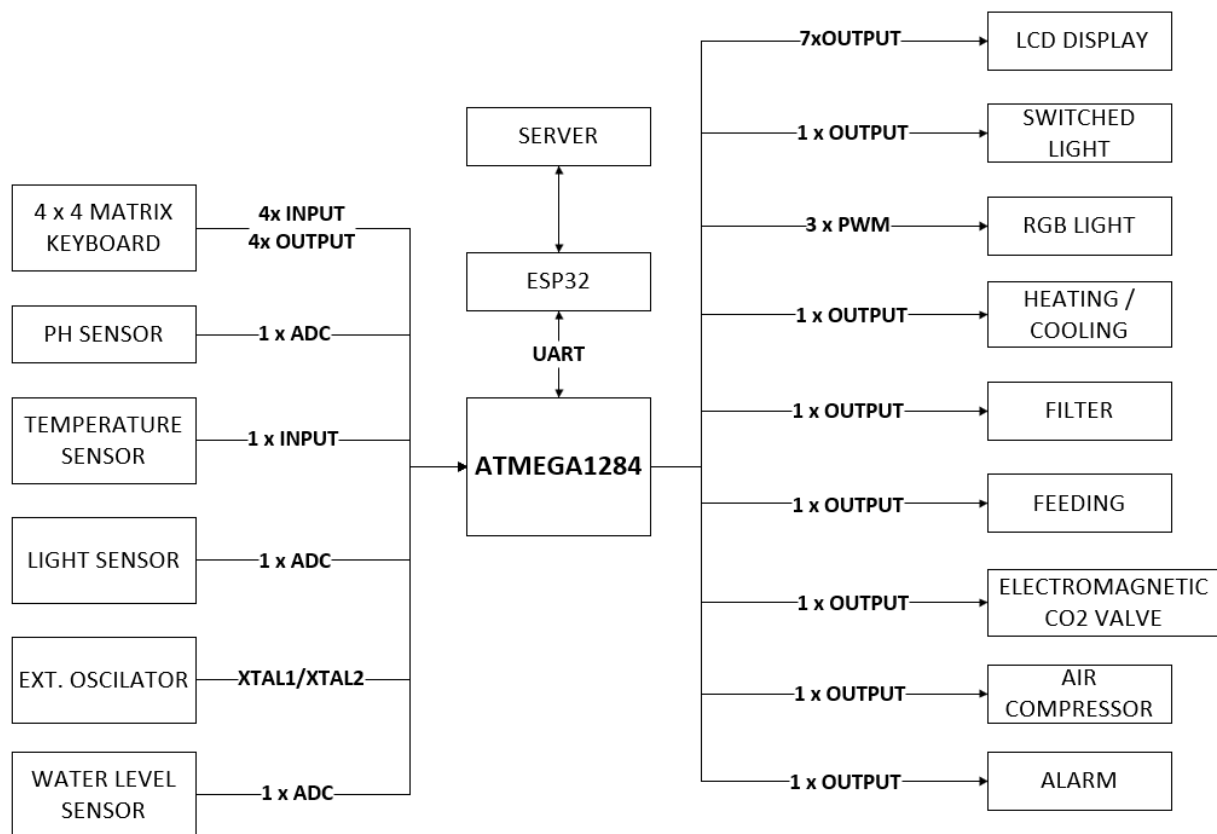 4 x 4 MATRIX
KEYBOARD
4x INPUT
4x OUTPUT
PH SENSOR
1 x ADC
TEMPERATURE
SENSOR
1 x INPUT
LIGHT SENSOR
1 x ADC
EXT. OSCILATOR
XTAL1/XTAL2
WATER LEVEL
SENSOR
1 x ADC
SERVER
ESP32
UART
ATMEGA1284
7xOUTPUT
LCD DISPLAY
1 x OUTPUT
SWITCHED
LIGHT
3 x PWM
RGB LIGHT
1 x OUTPUT
HEATING /
COOLING
1 x OUTPUT
FILTER
1 x OUTPUT
FEEDING
1 x OUTPUT
ELECTROMAGNETIC
CO2 VALVE
1 x OUTPUT
AIR
COMPRESSOR
1 x OUTPUT
ALARM